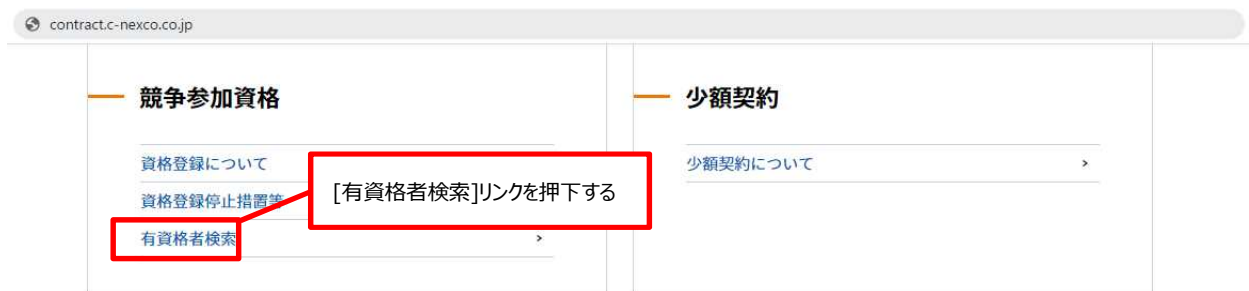 contract.c-nexco.co.jp
競争参加資格
資格登録について
資格登録停止措置等
有資格者検索
[有資格者検索]リンクを押下する
少額契約
少額契約について